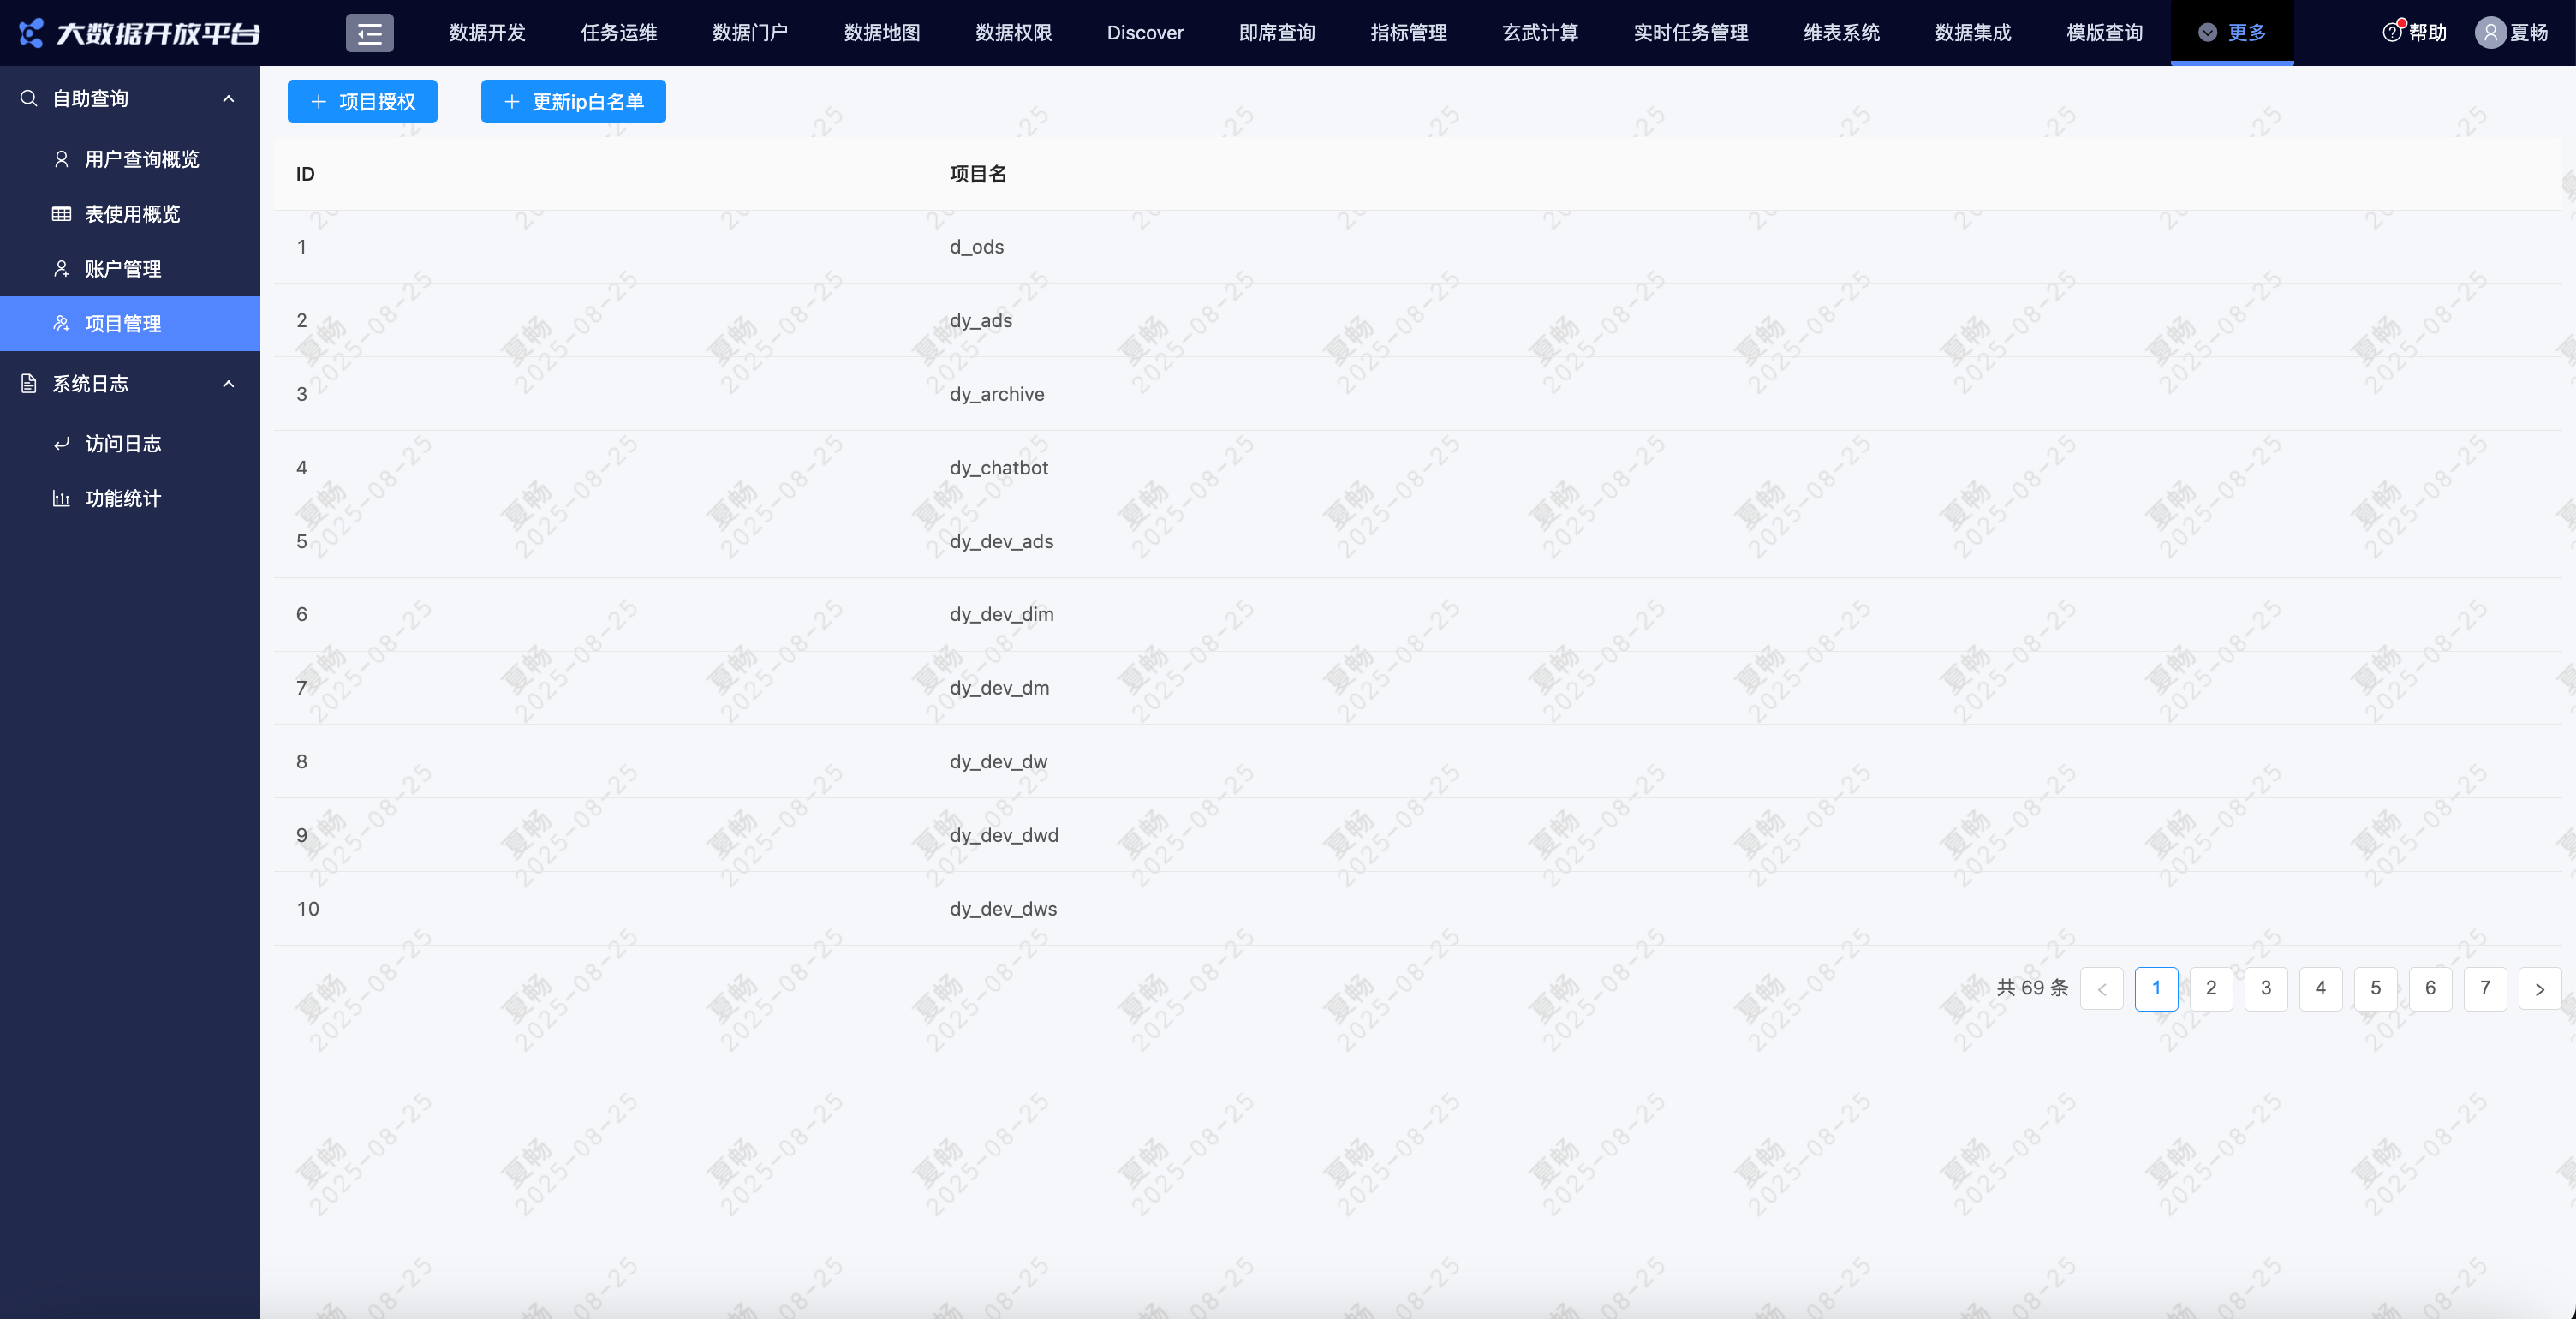 大数据开放平台
数据开发 任务运维 数据门户 数据地图 数据权限 Discover 即席查询 指标管理 玄武计算 实时任务管理 维表系统 数据集成 模版查询 更多 帮助 夏畅
自助查询
用户查询概览
表使用概览
账户管理
项目管理
系统日志
访问日志
功能统计
项目授权 更新ip白名单
ID 项目名
1 d_ods
2 dy_ads
3 dy_archive
4 dy_chatbot
5 dy_dev_ads
6 dy_dev_dim
7 dy_dev_dm
8 dy_dev_dw
9 dy_dev_dwd
10 dy_dev_dws
共 69 条 < 1 2 3 4 5 6 7 >
夏畅
2025-08-25